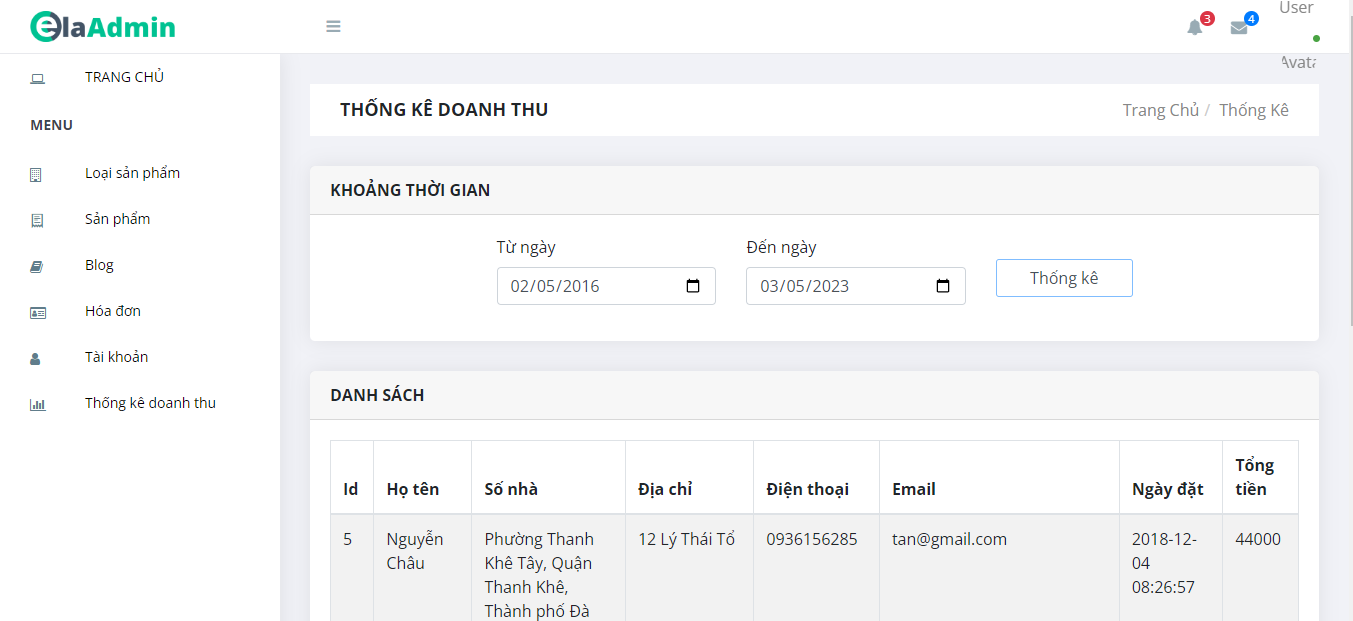 elaAdmin
3
4
User
Avata
TRANG CHỦ
MENU
Loại sản phẩm
Sản phẩm
Blog
Hóa đơn
Tài khoản
Thống kê doanh thu
THỐNG KÊ DOANH THU
Trang Chủ / Thống Kê
KHOẢNG THỜI GIAN
Từ ngày
Đến ngày
02/05/2016
03/05/2023
Thống kê
DANH SÁCH
Id
Họ tên
Số nhà
Địa chỉ
Điện thoại
Email
Ngày đặt
Tổng
tiền
5
Nguyễn
Châu
Phường Thanh
Khê Tây, Quận
Thanh Khê,
Thành phố Đà
12 Lý Thái Tổ
0936156285
tan@gmail.com
2018-12-
04
08:26:57
44000